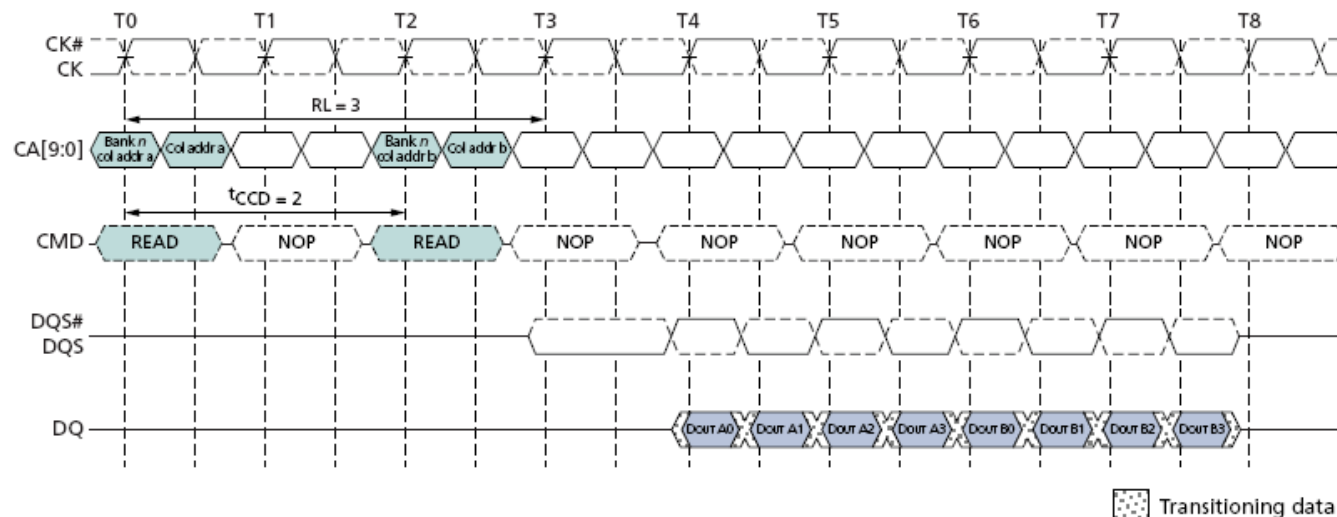 T0 T1 T2 T3 T4 T5 T6 T7 T8
CK#
CK
RL = 3
CA[9:0] Bank n col addr a Col addr a Bank n col addr b Col addr b
tCCD = 2
CMD READ NOP READ NOP NOP NOP NOP NOP NOP
DQS#
DQS
DQ DOUT A0 DOUT A1 DOUT A2 DOUT A3 DOUT B0 DOUT B1 DOUT B2 DOUT B3
Transitioning data